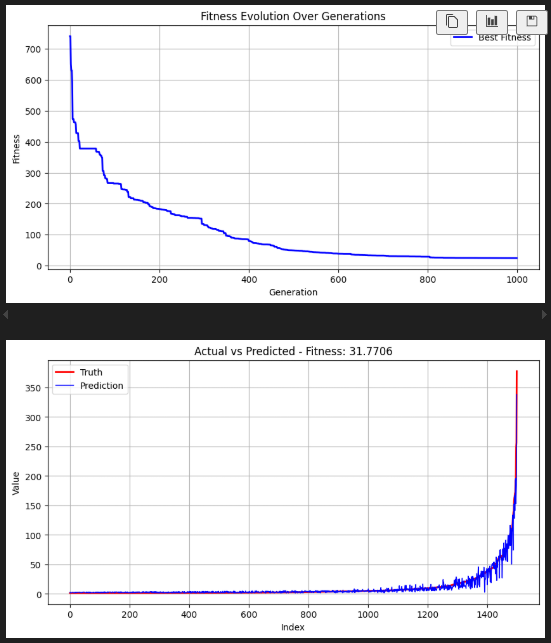 Fitness Evolution Over Generations
Best Fitness
700
600
500
400
300
200
100
0
Fitness
0 200 400 600 800 1000
Generation
Actual vs Predicted - Fitness: 31.7706
Truth
Prediction
350
300
250
200
150
100
50
0
Value
0 200 400 600 800 1000 1200 1400
Index